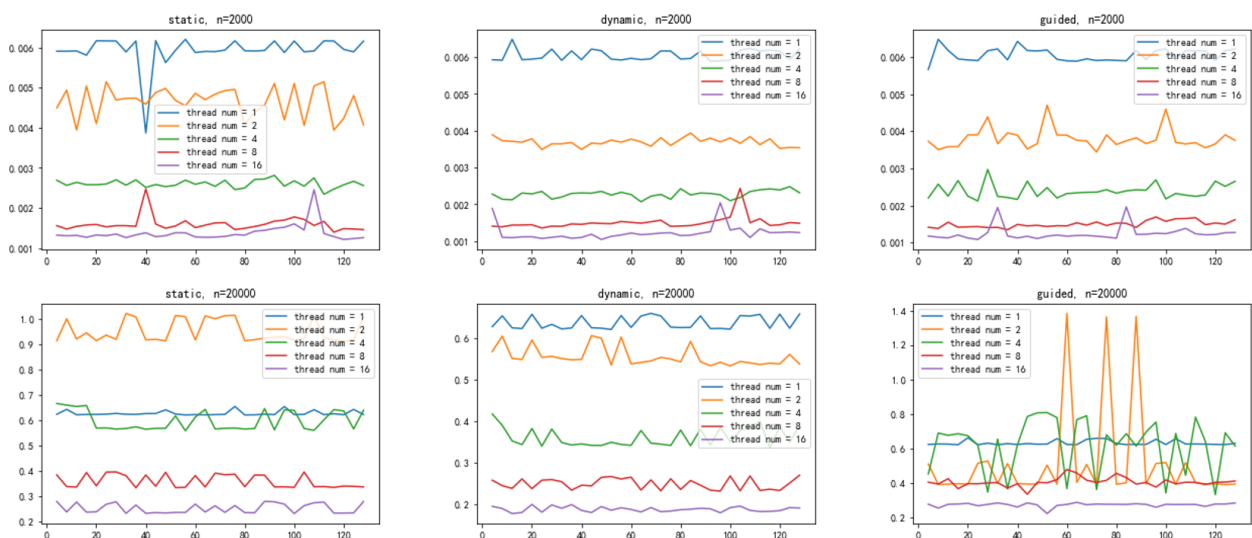 static, n=2000
0.006
0.005
0.004
0.003
0.002
0.001
thread num = 1
thread num = 2
thread num = 4
thread num = 8
thread num = 16
0 20 40 60 80 100 120
dynamic, n=2000
0.006
0.005
0.004
0.003
0.002
0.001
thread num = 1
thread num = 2
thread num = 4
thread num = 8
thread num = 16
0 20 40 60 80 100 120
guided, n=2000
0.006
0.005
0.004
0.003
0.002
0.001
thread num = 1
thread num = 2
thread num = 4
thread num = 8
thread num = 16
0 20 40 60 80 100 120
static, n=20000
1.0
0.9
0.8
0.7
0.6
0.5
0.4
0.3
0.2
thread num = 1
thread num = 2
thread num = 4
thread num = 8
thread num = 16
0 20 40 60 80 100 120
dynamic, n=20000
0.6
0.5
0.4
0.3
0.2
thread num = 1
thread num = 2
thread num = 4
thread num = 8
thread num = 16
0 20 40 60 80 100 120
guided, n=20000
1.4
1.2
1.0
0.8
0.6
0.4
0.2
thread num = 1
thread num = 2
thread num = 4
thread num = 8
thread num = 16
0 20 40 60 80 100 120